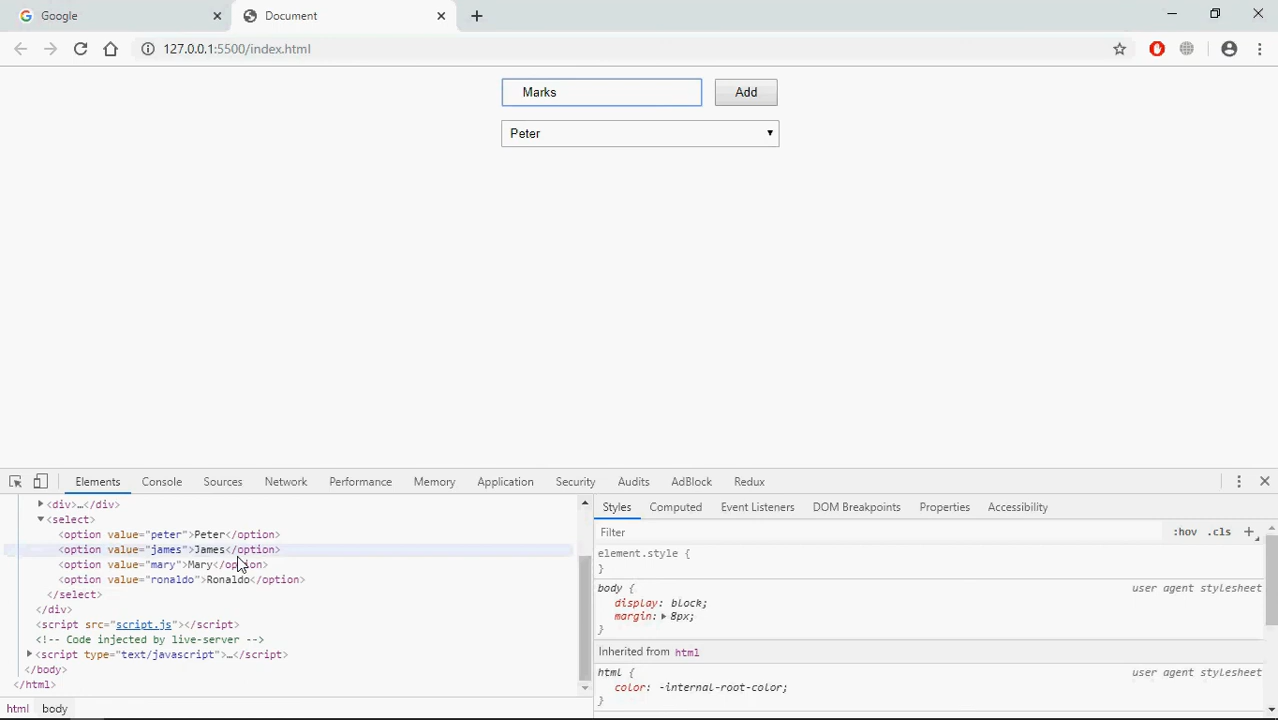 Google
Document
127.0.0.1:5500/index.html
Marks
Add
Peter
Elements Console Sources Network Performance Memory Application Security Audits AdBlock Redux
<div>…</div>
<select>
<option value="peter">Peter</option>
<option value="james">James</option>
<option value="mary">Mary</option>
<option value="ronaldo">Ronaldo</option>
</select>
</div>
<script src="script.js"></script>
<!-- Code injected by live-server -->
<script type="text/javascript">…</script>
</body>
</html>
html body
Styles Computed Event Listeners DOM Breakpoints Properties Accessibility
Filter :hov .cls +
element.style {
}
body { user agent stylesheet
display: block;
margin: 8px;
}
Inherited from html
html { user agent stylesheet
color: -internal-root-color;
}